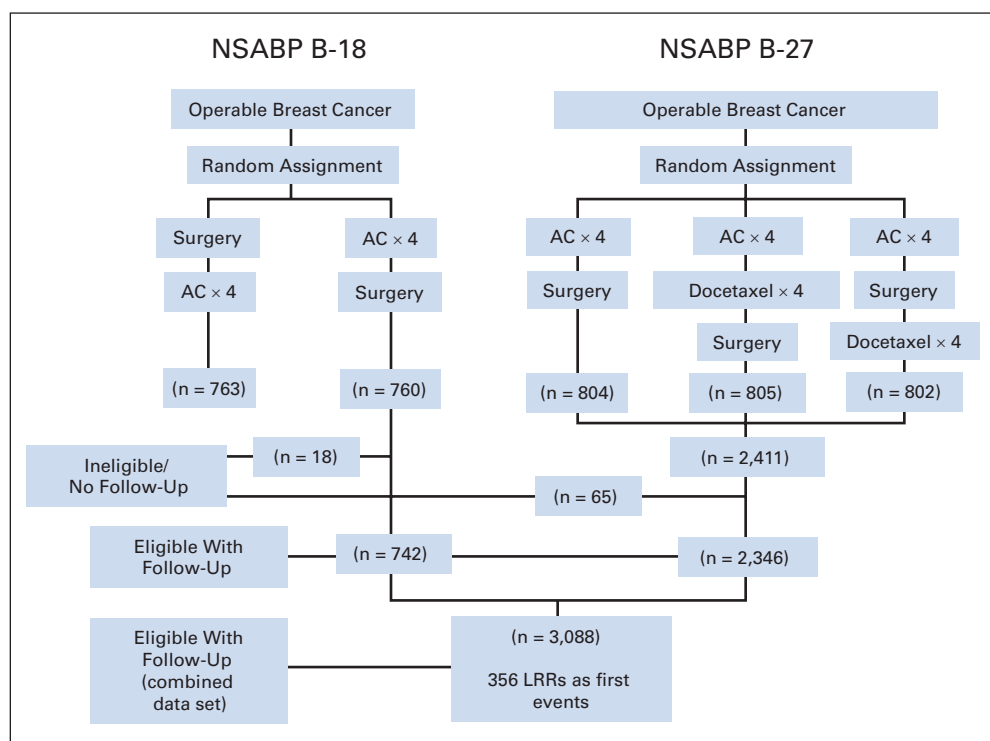 NSABP B-18
NSABP B-27
Operable Breast Cancer
Operable Breast Cancer
Random Assignment
Random Assignment
Surgery
AC × 4
AC × 4
AC × 4
AC × 4
AC × 4
Surgery
Surgery
Docetaxel × 4
Surgery
Surgery
Docetaxel × 4
(n = 763)
(n = 760)
(n = 804)
(n = 805)
(n = 802)
Ineligible/
No Follow-Up
(n = 18)
(n = 2,411)
(n = 65)
Eligible With
Follow-Up
(n = 742)
(n = 2,346)
Eligible With
Follow-Up
(combined
data set)
(n = 3,088)
356 LRRs as first
events